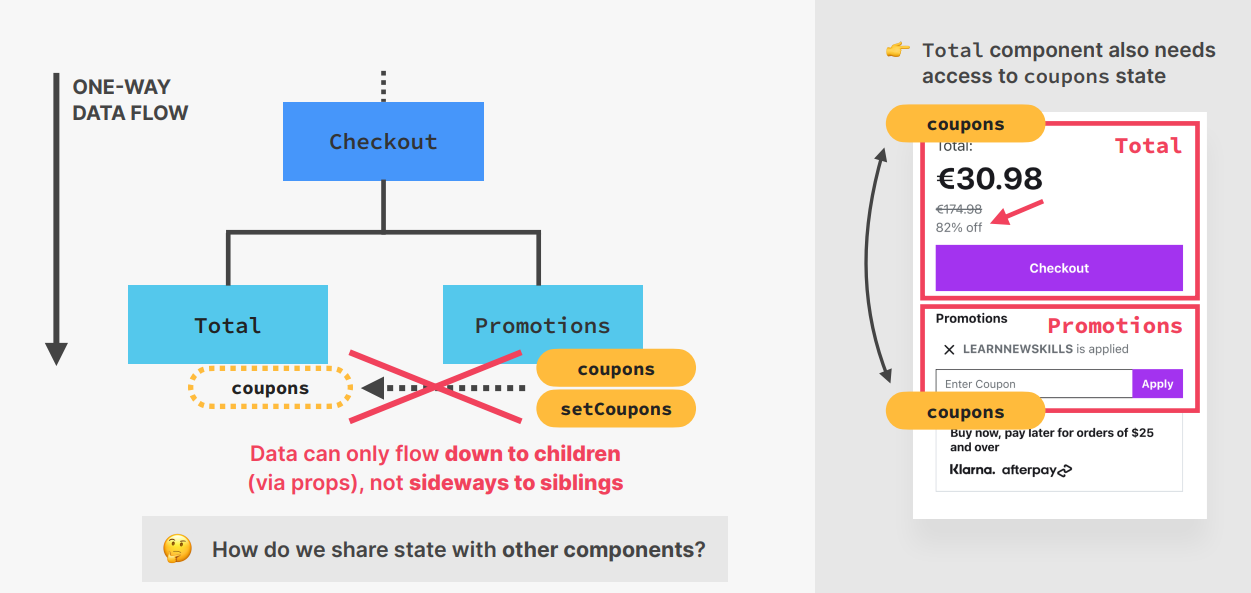 ONE-WAY
DATA FLOW
Checkout
Total
Promotions
coupons
coupons
setCoupons
Data can only flow down to children
(via props), not sideways to siblings
🤔 How do we share state with other components?
👉 Total component also needs
access to coupons state
coupons
Total:
Total
€30.98
€174.98
82% off
Checkout
Promotions
Promotions
LEARNNEWSKILLS is applied
Enter Coupon
Apply
coupons
Buy now, pay later for orders of $25
and over
Klarna. afterpay